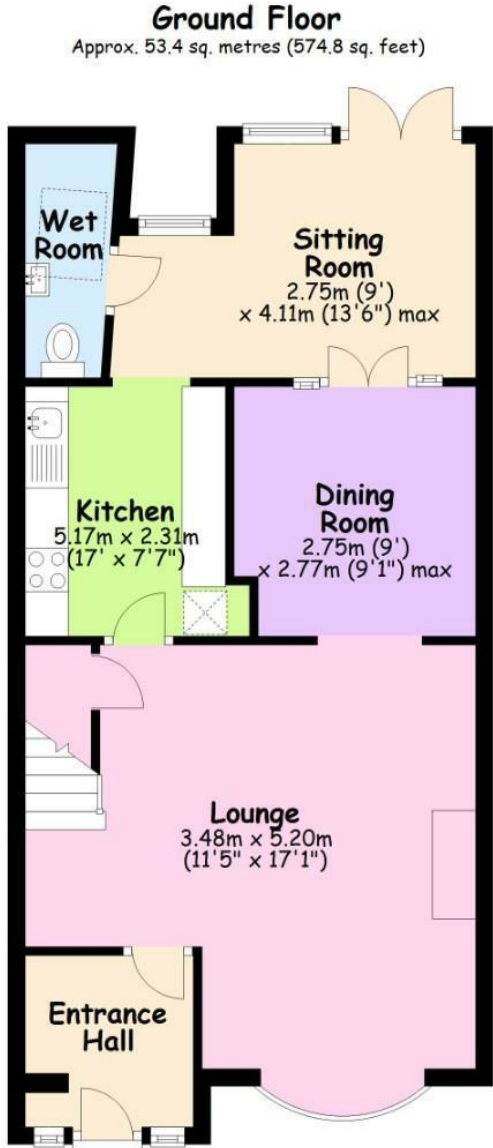 Ground Floor
Approx. 53.4 sq. metres (574.8 sq. feet)
Wet
Room
Sitting
Room
2.75m (9')
x 4.11m (13'6") max
Kitchen
5.17m x 2.31m
(17' x 7'7")
Dining
Room
2.75m (9')
x 2.77m (9'1") max
Lounge
3.48m x 5.20m
(11'5" x 17'1")
Entrance
Hall